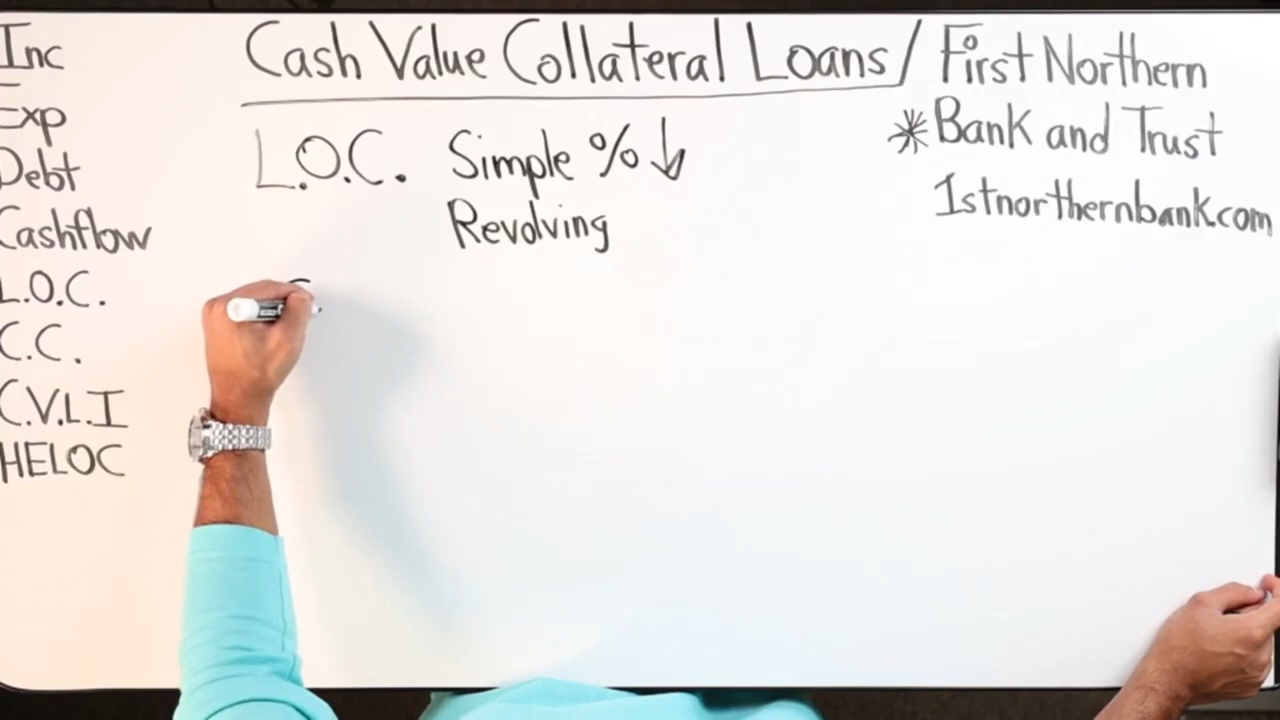 Inc
Exp
Debt
Cashflow
L.O.C.
C.C.
C.V.L.I
HELOC
Cash Value Collateral Loans/
L.O.C. Simple %↓
Revolving
First Northern
*Bank and Trust
1stnorthernbank.com